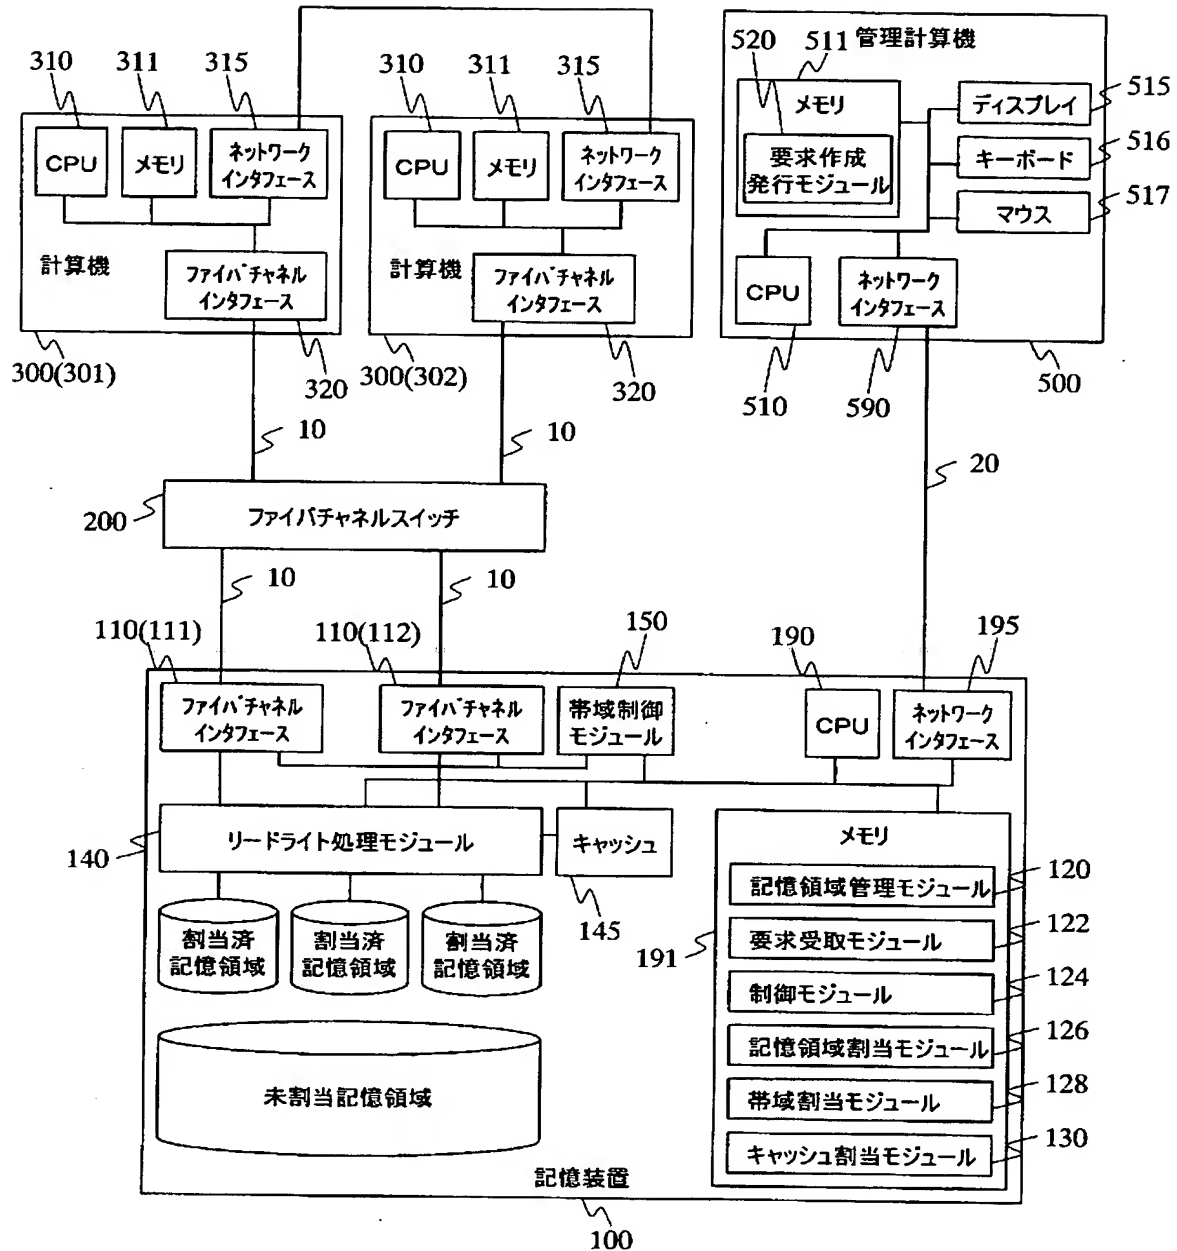 310
311
315
CPU
メモリ
ネットワーク
インタフェース
計算機
ファイバチャネル
インタフェース
300(301)
320
310
311
315
CPU
メモリ
ネットワーク
インタフェース
計算機
ファイバチャネル
インタフェース
300(302)
320
520
511
管理計算機
メモリ
要求作成
発行モジュール
ディスプレイ
515
キーボード
516
マウス
517
CPU
ネットワーク
インタフェース
510
590
500
10
10
20
200
ファイバチャネルスイッチ
10
10
110(111)
110(112)
150
190
195
ファイバチャネル
インタフェース
ファイバチャネル
インタフェース
帯域制御
モジュール
CPU
ネットワーク
インタフェース
140
リードライト処理モジュール
キャッシュ
145
割当済
記憶領域
割当済
記憶領域
割当済
記憶領域
未割当記憶領域
191
メモリ
記憶領域管理モジュール
120
要求受取モジュール
122
制御モジュール
124
記憶領域割当モジュール
126
帯域割当モジュール
128
キャッシュ割当モジュール
130
記憶装置
100